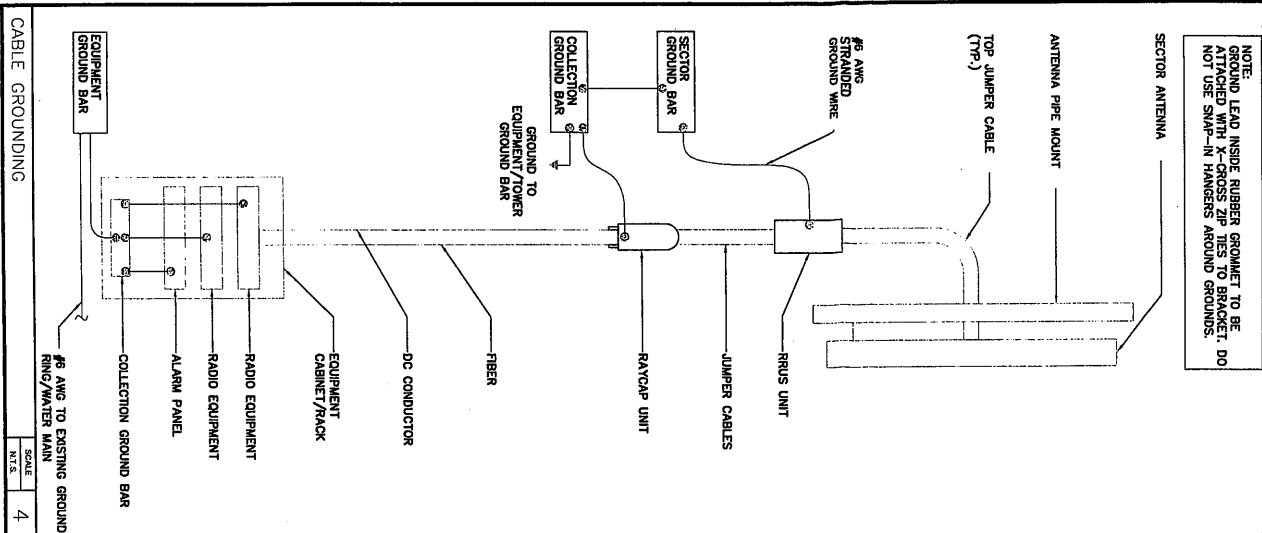 NOTE:
GROUND LEAD INSIDE RUBBER GROMMET TO BE
ATTACHED WITH X-CROSS ZIP TIES TO BRACKET. DO
NOT USE SNAP-IN HANGERS AROUND GROUNDS.
SECTOR ANTENNA
ANTENNA PIPE MOUNT
TOP JUMPER CABLE
(TYP.)
#6 AWG
STRANDED
GROUND WIRE
SECTOR
GROUND BAR
COLLECTION
GROUND BAR
GROUND TO
EQUIPMENT/TOWER
GROUND BAR
RRUS UNIT
JUMPER CABLES
RAYCAP UNIT
FIBER
DC CONDUCTOR
EQUIPMENT
CABINET/RACK
RADIO EQUIPMENT
RADIO EQUIPMENT
ALARM PANEL
COLLECTION GROUND BAR
EQUIPMENT
GROUND BAR
#6 AWG TO EXISTING GROUND
RING/WATER MAIN
CABLE GROUNDING
SCALE
N.T.S.
4